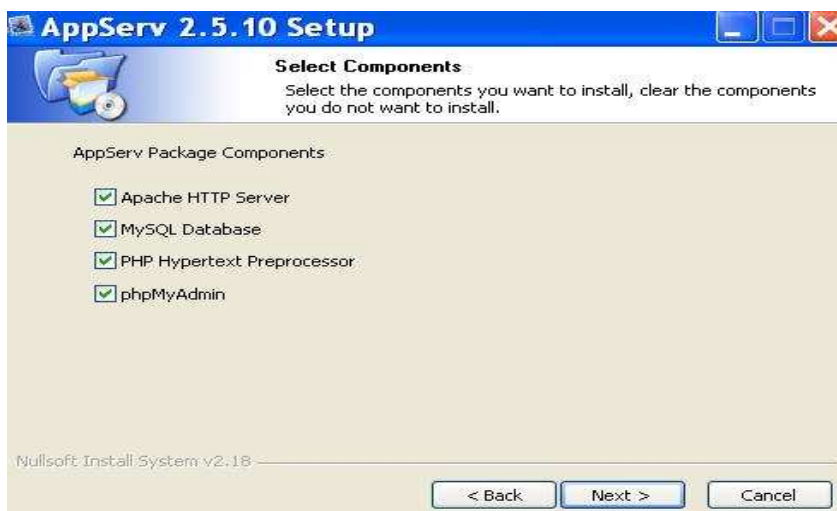 AppServ 2.5.10 Setup
Select Components
Select the components you want to install, clear the components
you do not want to install.
AppServ Package Components
Apache HTTP Server
MySQL Database
PHP Hypertext Preprocessor
phpMyAdmin
Nullsoft Install System v2.18
< Back Next > Cancel